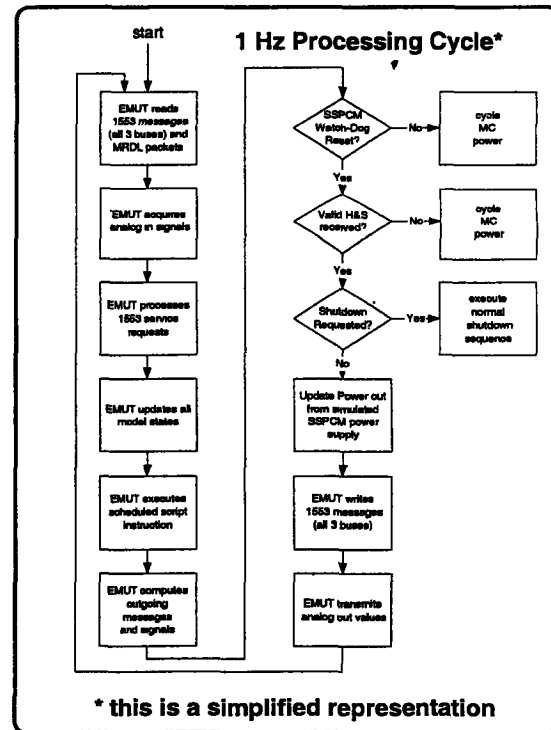 start
1 Hz Processing Cycle*
EMUT reads
1553 messages
(all 3 buses) and
MRDL packets
EMUT acquires
analog in signals
EMUT processes
1553 service
requests
EMUT updates all
model states
EMUT executes
scheduled script
instruction
EMUT computes
outgoing
messages
and signals
SSPCM
Watch-Dog
Reset?
No
cycle
MC
power
Yes
Valid H&S
received?
No
cycle
MC
power
Yes
Shutdown
Requested?
Yes
execute
normal
shutdown
sequence
No
Update Power out
from simulated
SSPCM power
supply
EMUT writes
1553 messages
(all 3 buses)
EMUT transmits
analog out values
* this is a simplified representation